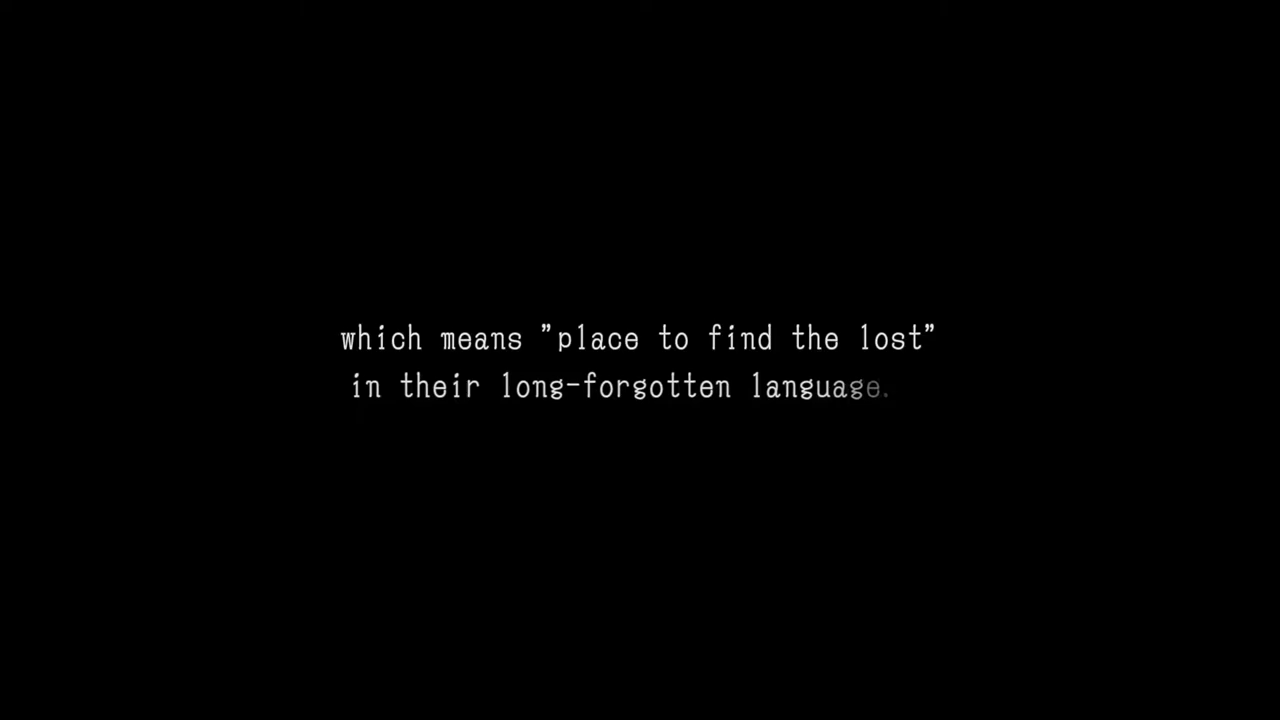 which means "place to find the lost"
in their long-forgotten language.